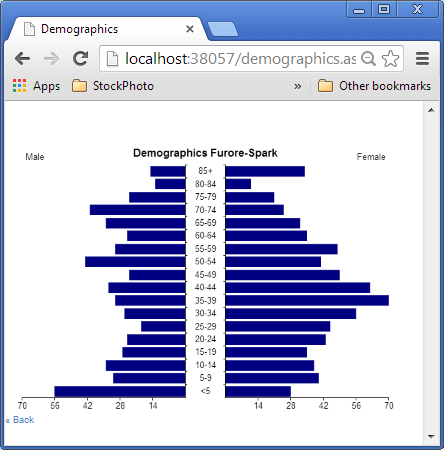 Demographics
localhost:38057/demographics.as
Apps StockPhoto » Other bookmarks
Demographics Furore-Spark
Male Female
85+
80-84
75-79
70-74
65-69
60-64
55-59
50-54
45-49
40-44
35-39
30-34
25-29
20-24
15-19
10-14
5-9
<5
70 56 42 28 14 14 28 42 56 70
« Back